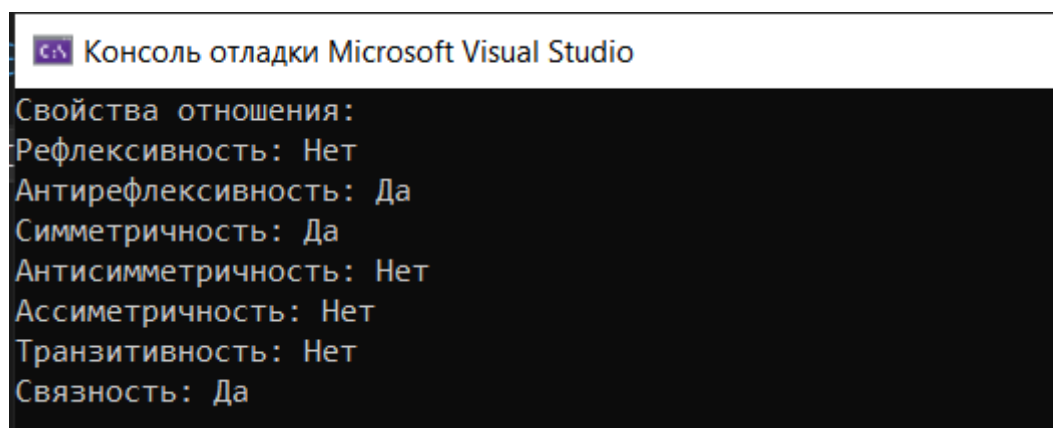 Консоль отладки Microsoft Visual Studio
Свойства отношения:
Рефлексивность: Нет
Антирефлексивность: Да
Симметричность: Да
Антисимметричность: Нет
Ассиметричность: Нет
Транзитивность: Нет
Связность: Да